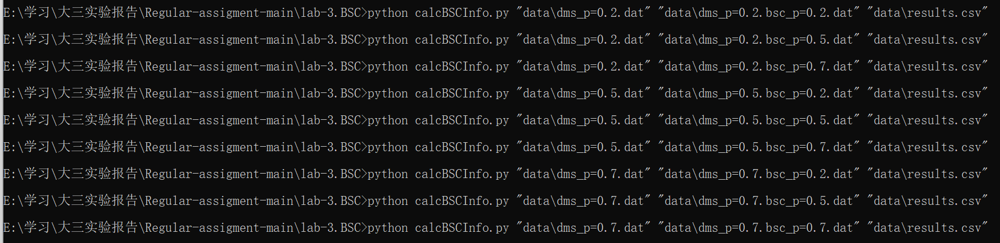 E:\学习\大三实验报告\Regular-assigment-main\lab-3.BSC>python calcBSCInfo.py "data\dms_p=0.2.dat" "data\dms_p=0.2.bsc_p=0.2.dat" "data\results.csv"
E:\学习\大三实验报告\Regular-assigment-main\lab-3.BSC>python calcBSCInfo.py "data\dms_p=0.2.dat" "data\dms_p=0.2.bsc_p=0.5.dat" "data\results.csv"
E:\学习\大三实验报告\Regular-assigment-main\lab-3.BSC>python calcBSCInfo.py "data\dms_p=0.2.dat" "data\dms_p=0.2.bsc_p=0.7.dat" "data\results.csv"
E:\学习\大三实验报告\Regular-assigment-main\lab-3.BSC>python calcBSCInfo.py "data\dms_p=0.5.dat" "data\dms_p=0.5.bsc_p=0.2.dat" "data\results.csv"
E:\学习\大三实验报告\Regular-assigment-main\lab-3.BSC>python calcBSCInfo.py "data\dms_p=0.5.dat" "data\dms_p=0.5.bsc_p=0.5.dat" "data\results.csv"
E:\学习\大三实验报告\Regular-assigment-main\lab-3.BSC>python calcBSCInfo.py "data\dms_p=0.5.dat" "data\dms_p=0.5.bsc_p=0.7.dat" "data\results.csv"
E:\学习\大三实验报告\Regular-assigment-main\lab-3.BSC>python calcBSCInfo.py "data\dms_p=0.7.dat" "data\dms_p=0.7.bsc_p=0.2.dat" "data\results.csv"
E:\学习\大三实验报告\Regular-assigment-main\lab-3.BSC>python calcBSCInfo.py "data\dms_p=0.7.dat" "data\dms_p=0.7.bsc_p=0.5.dat" "data\results.csv"
E:\学习\大三实验报告\Regular-assigment-main\lab-3.BSC>python calcBSCInfo.py "data\dms_p=0.7.dat" "data\dms_p=0.7.bsc_p=0.7.dat" "data\results.csv"